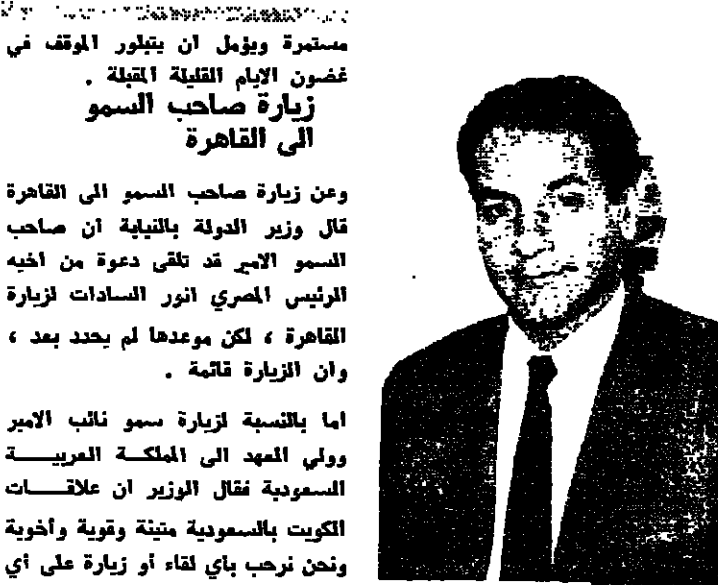 مستمرة ويؤمل ان يتبلور الموقف في
غضون الايام القليلة المقبلة .
زيارة صاحب السمو
الى القاهرة
وعن زيارة صاحب السمو الى القاهرة
قال وزير الدولة بالنيابة ان صاحب
السمو الامير قد تلقى دعوة من اخيه
الرئيس المصري انور السادات لزيارة
القاهرة ، لكن موعدها لم يحدد بعد ،
وان الزيارة قائمة .
اما بالنسبة لزيارة سمو نائب الامير
وولي العهد الى المملكة العربية
السعودية فقال الوزير ان علاقات
الكويت بالسعودية متينة وقوية وأخوية
ونحن نرحب باي لقاء أو زيارة على أي